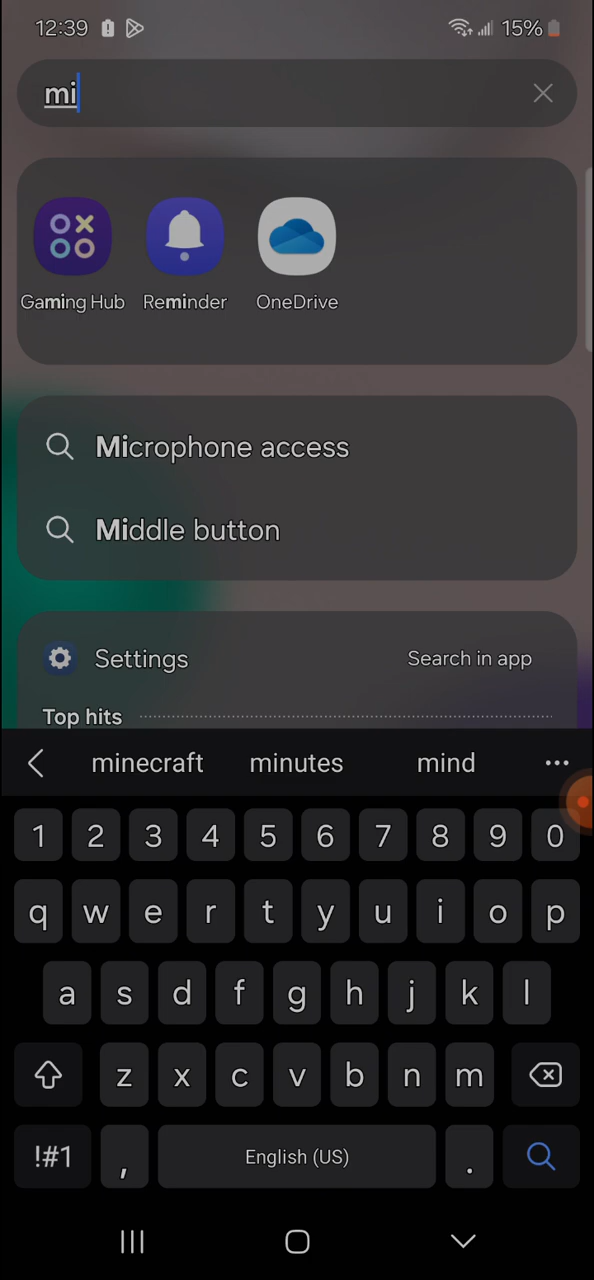 12:39 15%
mi
Gaming Hub Reminder OneDrive
Microphone access
Middle button
Settings Search in app
Top hits
minecraft minutes mind ...
1 2 3 4 5 6 7 8 9 0
q w e r t y u i o p
a s d f g h j k l
z x c v b n m
!#1 , English (US) .